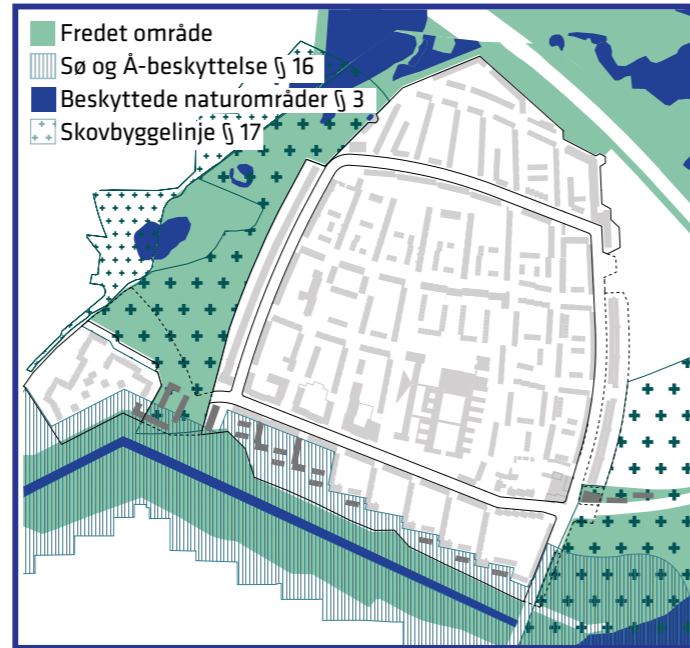 Fredet område
Sø og Å-beskyttelse § 16
Beskyttede naturområder § 3
Skovbyggelinje § 17